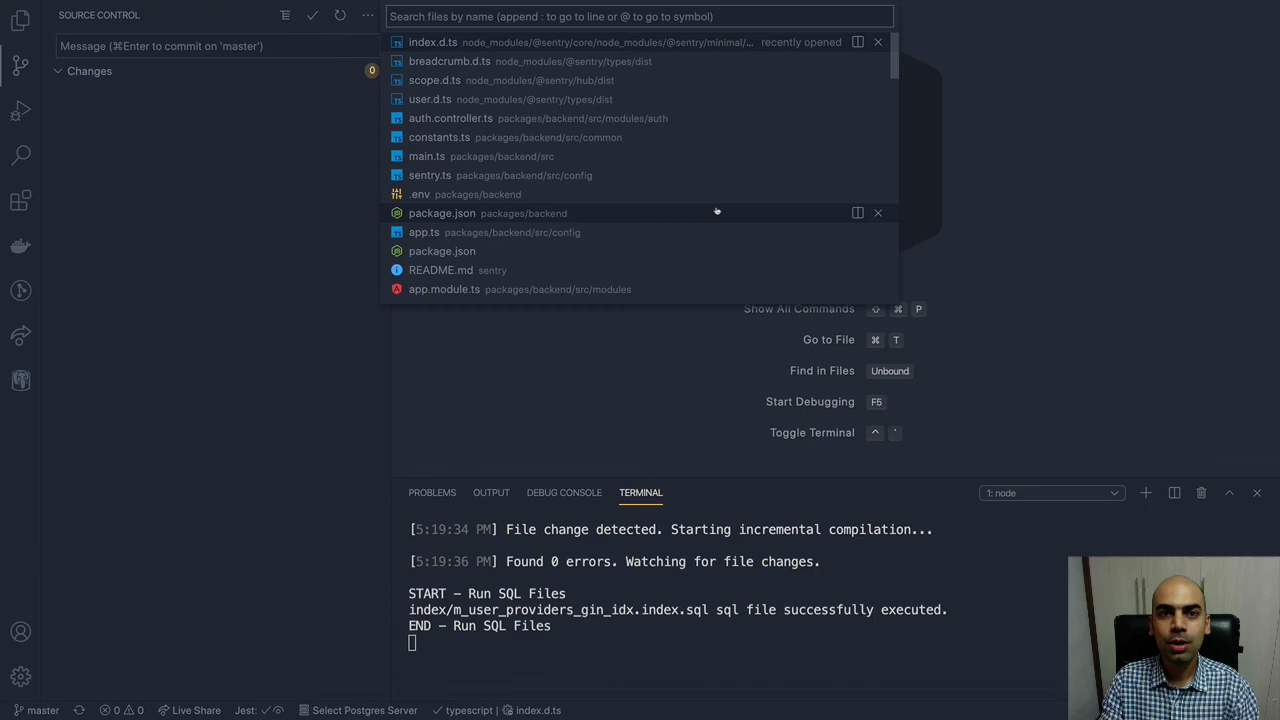 SOURCE CONTROL
Message (⌘Enter to commit on 'master')
Changes
0
Search files by name (append : to go to line or @ to go to symbol)
index.d.ts node_modules/@sentry/core/node_modules/@sentry/minimal/... recently opened
breadcrumb.d.ts node_modules/@sentry/types/dist
scope.d.ts node_modules/@sentry/hub/dist
user.d.ts node_modules/@sentry/types/dist
auth.controller.ts packages/backend/src/modules/auth
constants.ts packages/backend/src/common
main.ts packages/backend/src
sentry.ts packages/backend/src/config
.env packages/backend
package.json packages/backend
app.ts packages/backend/src/config
package.json
README.md sentry
app.module.ts packages/backend/src/modules
Show All Commands ⇧ ⌘ P
Go to File ⌘ T
Find in Files Unbound
Start Debugging F5
Toggle Terminal ^ `
PROBLEMS OUTPUT DEBUG CONSOLE TERMINAL 1: node
[5:19:34 PM] File change detected. Starting incremental compilation...
[5:19:36 PM] Found 0 errors. Watching for file changes.
START - Run SQL Files
index/m_user_providers_gin_idx.index.sql sql file successfully executed.
END - Run SQL Files
master 0 0 Live Share Jest: Select Postgres Server typescript | index.d.ts